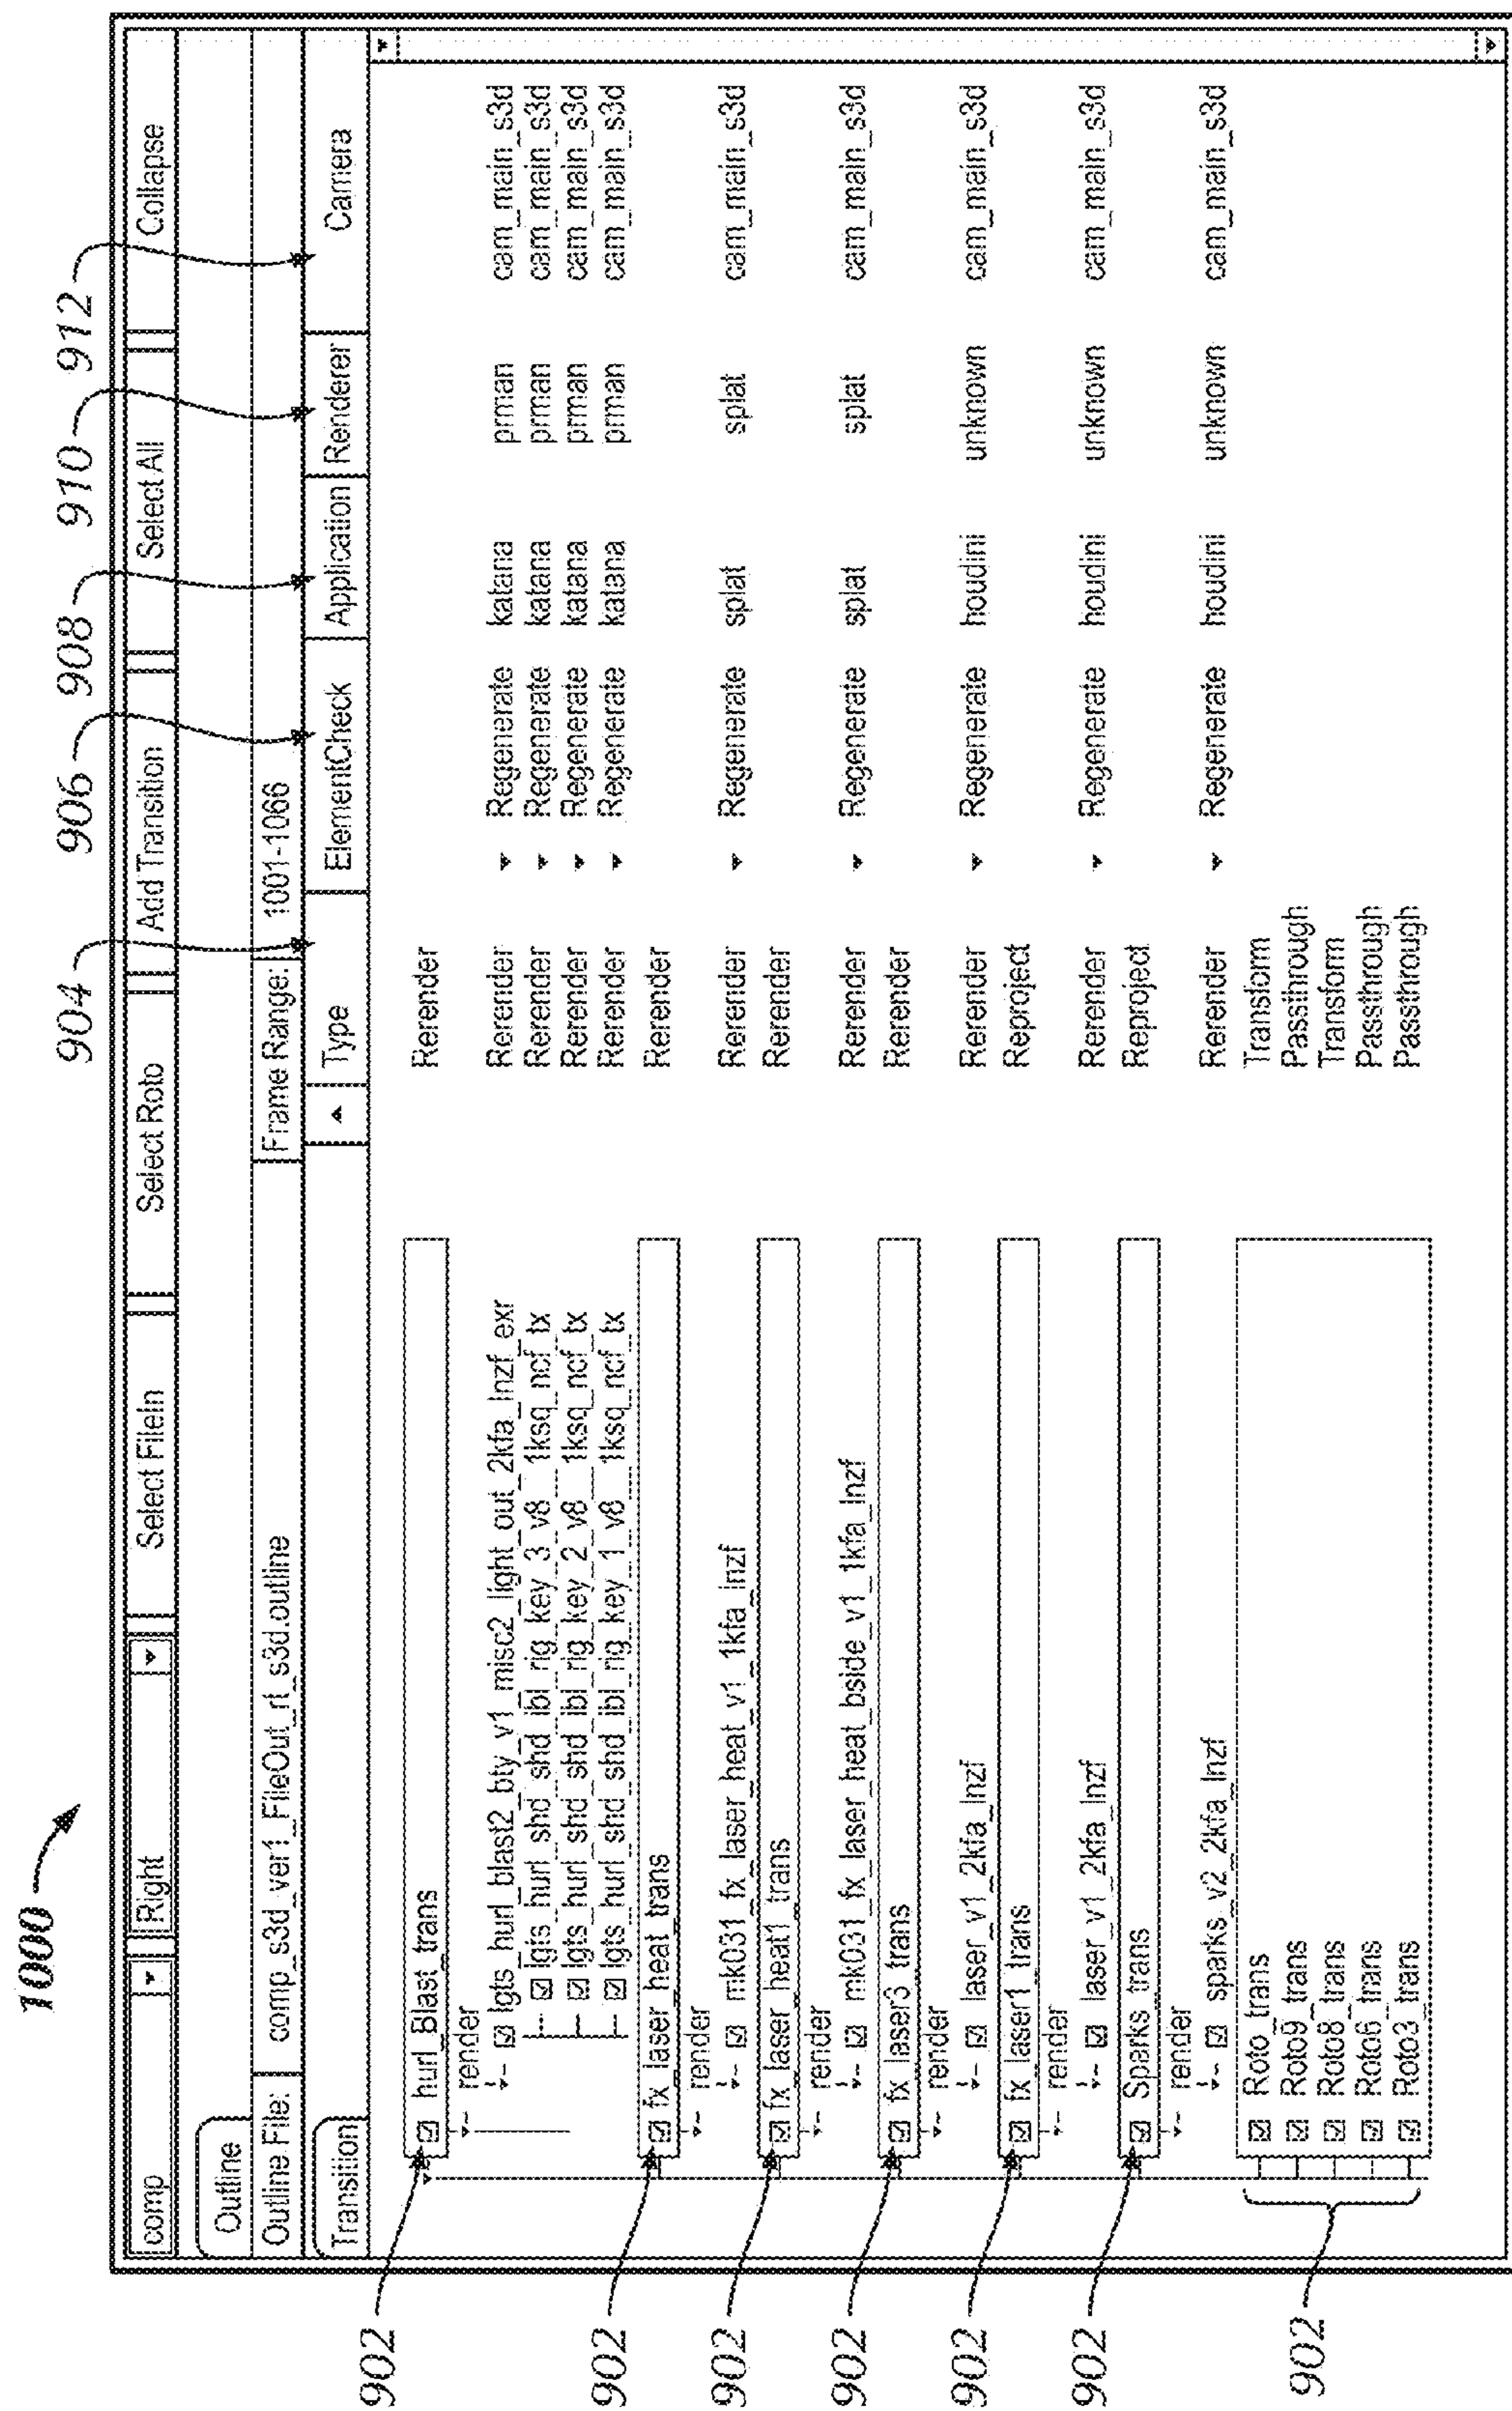 1000
904 906 908 910 912
comp Right Select FileIn Select Roto Add Transition Select All Collapse
Outline
Outline File: comp_s3d_ver1_FileOut_rt_s3d.outline Frame Range: 1001-1066
Transition Type ElementCheck Application Renderer Camera
902 hurl_Blast_trans Rerender
render
lgts_hurl_blast2_bty_v1_misc2_light_out_2kfa_lnzf_exr Rerender Regenerate katana prman cam_main_s3d
lgts_hurl_shd_shd_ibl_rig_key_3_v8__1ksq_ncf_tx Rerender Regenerate katana prman cam_main_s3d
lgts_hurl_shd_shd_ibl_rig_key_2_v8__1ksq_ncf_tx Rerender Regenerate katana prman cam_main_s3d
lgts_hurl_shd_shd_ibl_rig_key_1_v8__1ksq_ncf_tx Rerender Regenerate katana prman cam_main_s3d
902 fx_laser_heat_trans Rerender
render
mk031_fx_laser_heat_v1_1kfa_lnzf Rerender Regenerate splat splat cam_main_s3d
902 fx_laser_heat1_trans Rerender
render
mk031_fx_laser_heat_bside_v1_1kfa_lnzf Rerender Regenerate splat splat cam_main_s3d
902 fx_laser3_trans Rerender
render
laser_v1_2kfa_lnzf Rerender Regenerate houdini unknown cam_main_s3d
902 fx_laser1_trans Reproject
render
laser_v1_2kfa_lnzf Rerender Regenerate houdini unknown cam_main_s3d
902 Sparks_trans Reproject
render
sparks_v2_2kfa_lnzf Rerender Regenerate houdini unknown cam_main_s3d
Roto_trans Transform
Roto9_trans Passthrough
902 Roto8_trans Transform
Roto6_trans Passthrough
Roto3_trans Passthrough